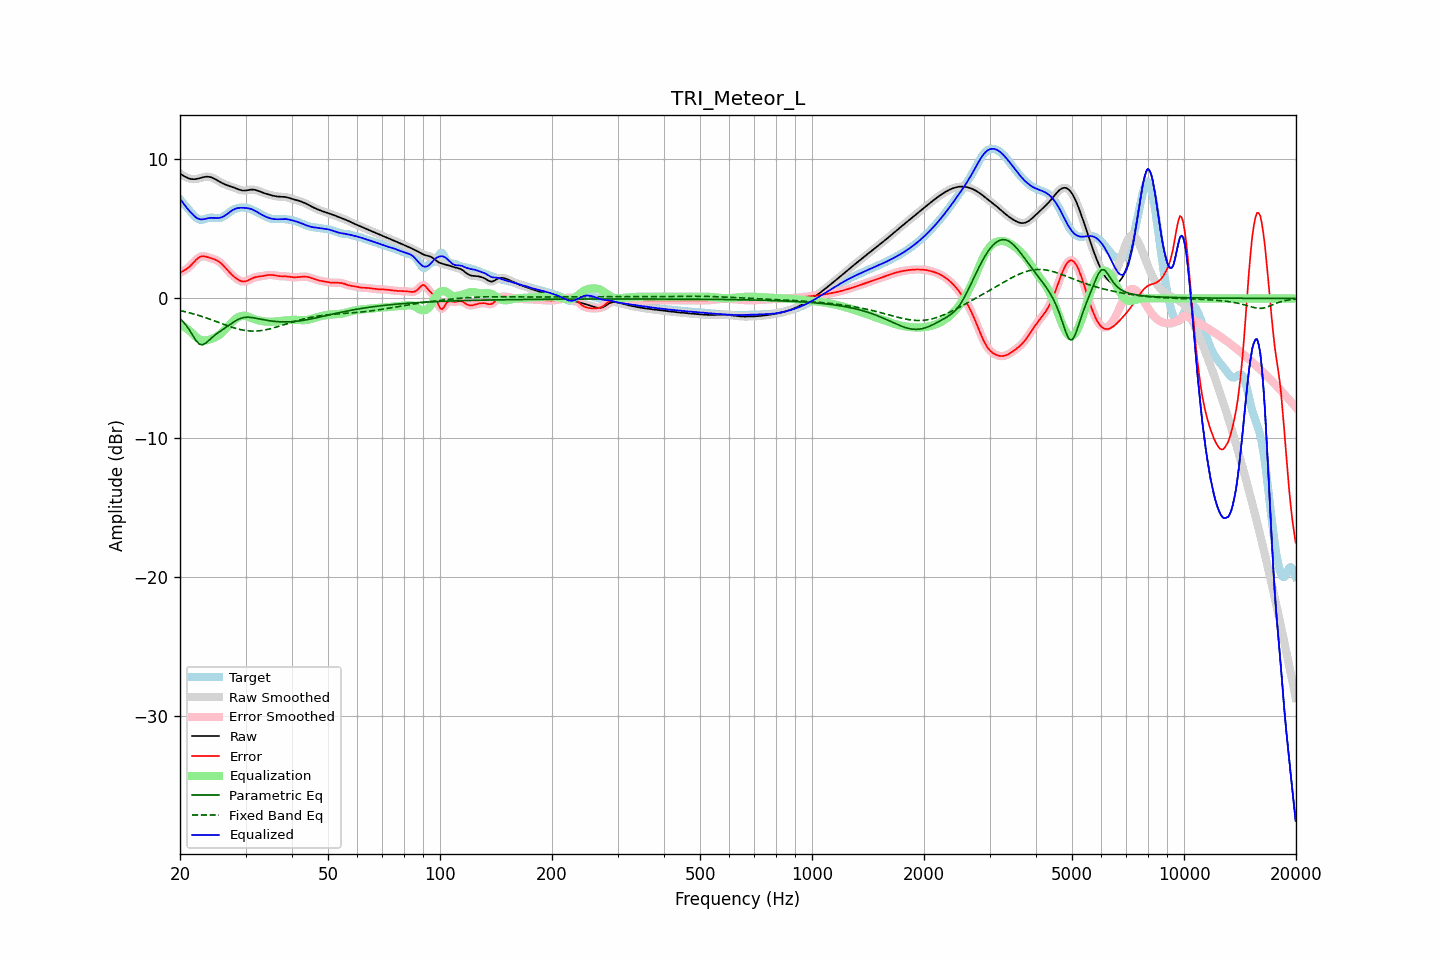 TRI_Meteor_L
Amplitude (dBr)
10
0
−10
−20
−30
Target
Raw Smoothed
Error Smoothed
Raw
Error
Equalization
Parametric Eq
Fixed Band Eq
Equalized
20 50 100 200 500 1000 2000 5000 10000 20000
Frequency (Hz)